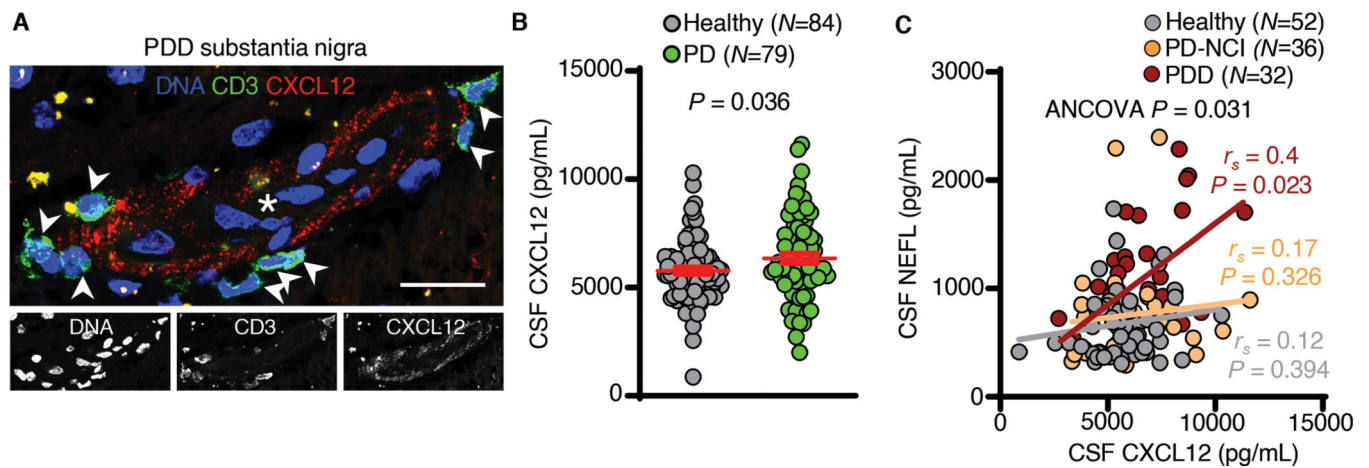 A
PDD substantia nigra
DNA CD3 CXCL12
*
DNA
CD3
CXCL12
B
Healthy (N=84)
PD (N=79)
P = 0.036
CSF CXCL12 (pg/mL)
15000
10000
5000
0
C
Healthy (N=52)
PD-NCI (N=36)
PDD (N=32)
ANCOVA P = 0.031
CSF NEFL (pg/mL)
3000
2000
1000
0
rs = 0.4
P = 0.023
rs = 0.17
P = 0.326
rs = 0.12
P = 0.394
0 5000 10000 15000
CSF CXCL12 (pg/mL)